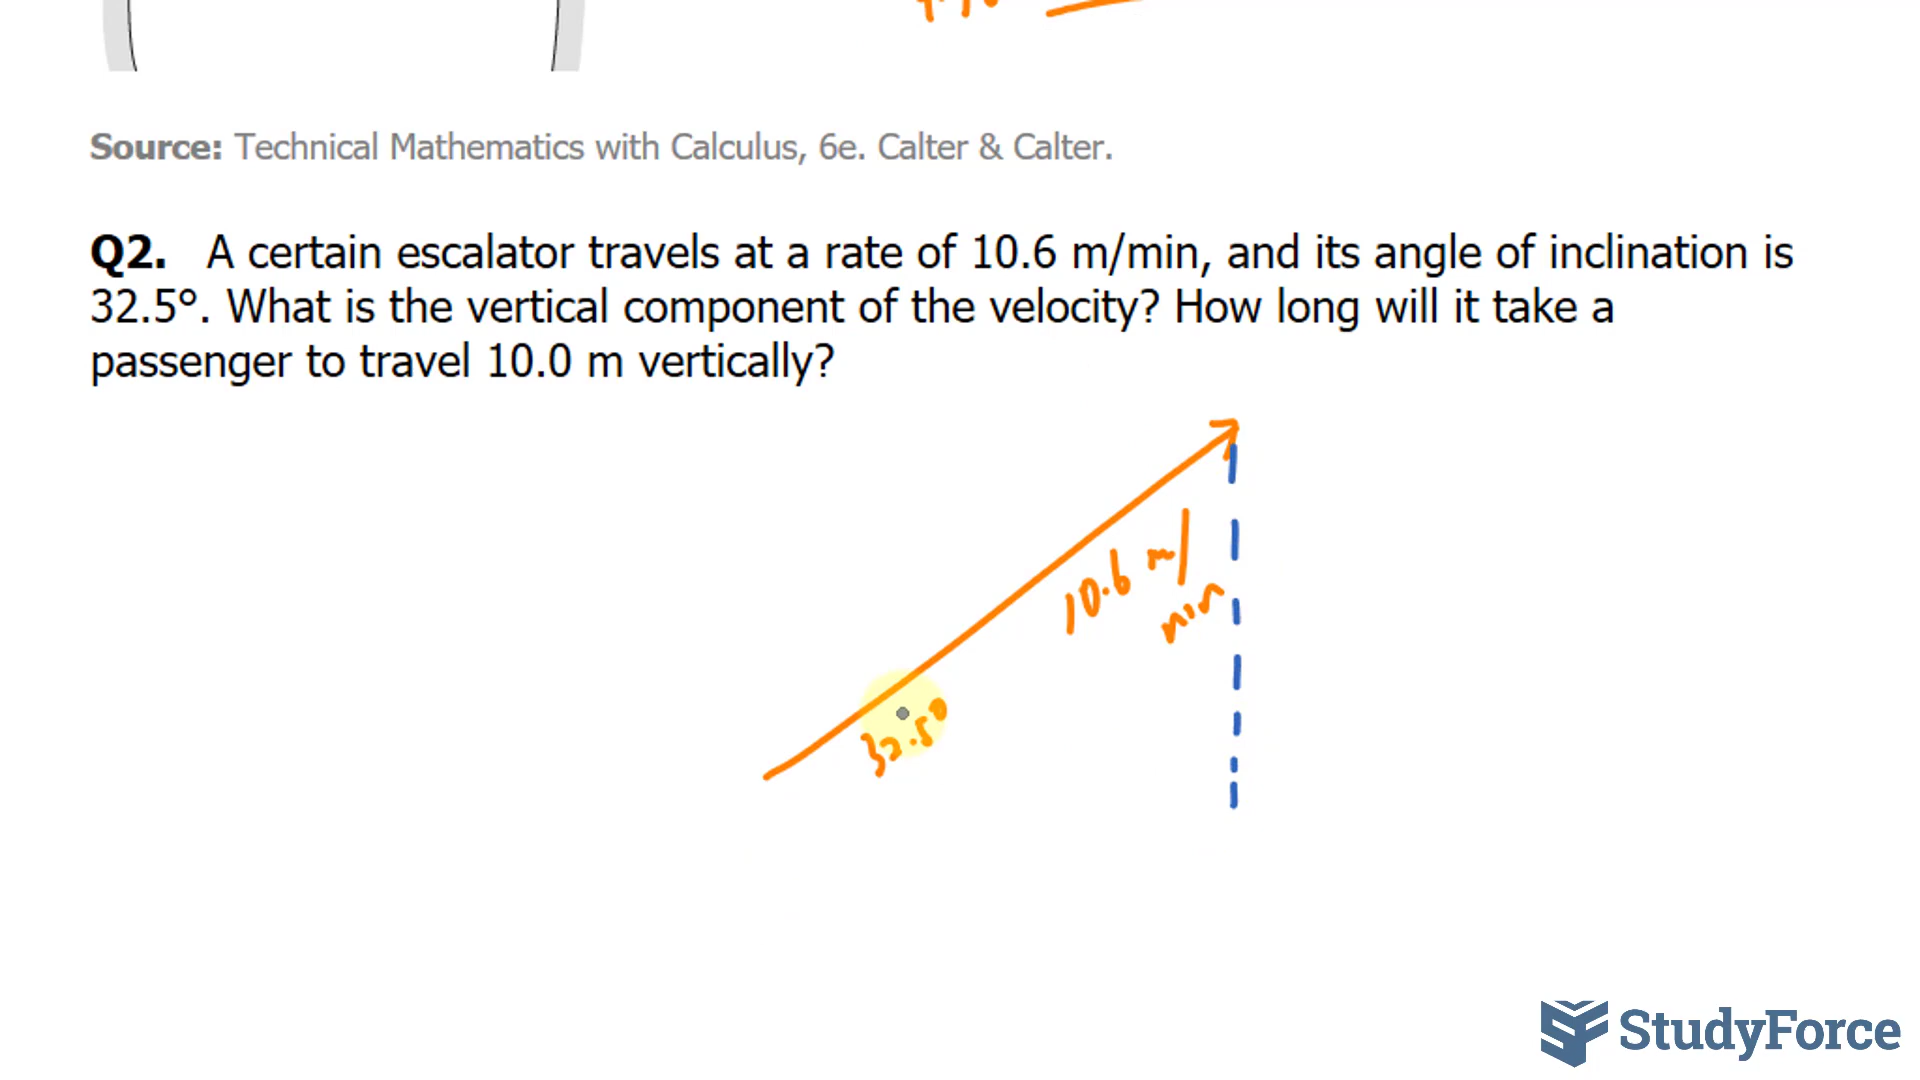 Source: Technical Mathematics with Calculus, 6e. Calter & Calter.
Q2. A certain escalator travels at a rate of 10.6 m/min, and its angle of inclination is
32.5°. What is the vertical component of the velocity? How long will it take a
passenger to travel 10.0 m vertically?
10.6 m/
min
32.5°
StudyForce